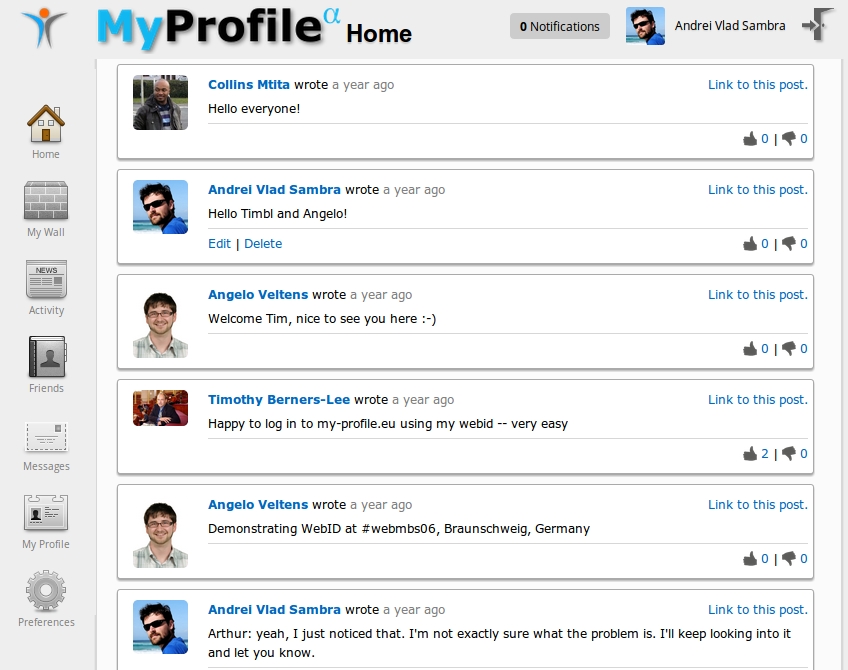 MyProfile α Home
0 Notifications
Andrei Vlad Sambra
Home
My Wall
NEWS
Activity
Friends
Messages
My Profile
Preferences
Collins Mtita wrote a year ago Link to this post.
Hello everyone!
0 | 0
Andrei Vlad Sambra wrote a year ago Link to this post.
Hello Timbl and Angelo!
Edit | Delete 0 | 0
Angelo Veltens wrote a year ago Link to this post.
Welcome Tim, nice to see you here :-)
0 | 0
Timothy Berners-Lee wrote a year ago Link to this post.
Happy to log in to my-profile.eu using my webid -- very easy
2 | 0
Angelo Veltens wrote a year ago Link to this post.
Demonstrating WebID at #webmbs06, Braunschweig, Germany
0 | 0
Andrei Vlad Sambra wrote a year ago Link to this post.
Arthur: yeah, I just noticed that. I'm not exactly sure what the problem is. I'll keep looking into it
and let you know.